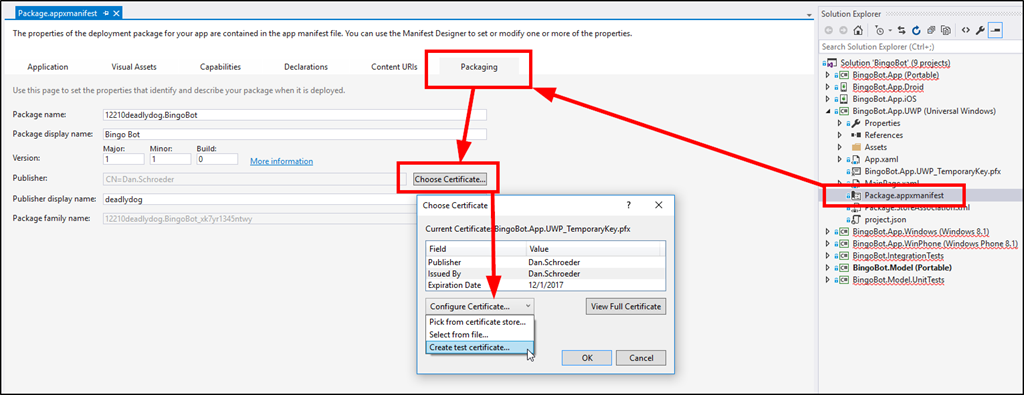 Package.appxmanifest
The properties of the deployment package for your app are contained in the app manifest file. You can use the Manifest Designer to set or modify one or more of the properties.
Application Visual Assets Capabilities Declarations Content URIs Packaging
Use this page to set the properties that identify and describe your package when it is deployed.
Package name: 12210deadlydog.BingoBot
Package display name: Bingo Bot
Major: Minor: Build:
Version: 1 1 0 More information
Publisher: CN=Dan.Schroeder Choose Certificate...
Publisher display name: deadlydog
Package family name: 12210deadlydog.BingoBot_xk7yr1345ntwy
Choose Certificate ?
Current Certificate: BingoBot.App.UWP_TemporaryKey.pfx
Field Value
Publisher Dan.Schroeder
Issued By Dan.Schroeder
Expiration Date 12/1/2017
Configure Certificate... View Full Certificate
Pick from certificate store...
Select from file...
Create test certificate...
OK Cancel
Solution Explorer
Search Solution Explorer (Ctrl+;)
Solution 'BingoBot' (9 projects)
BingoBot.App (Portable)
BingoBot.App.Droid
BingoBot.App.iOS
BingoBot.App.UWP (Universal Windows)
Properties
References
Assets
App.xaml
BingoBot.App.UWP_TemporaryKey.pfx
MainPage.xaml
Package.appxmanifest
Package.StoreAssociation.xml
project.json
BingoBot.App.Windows (Windows 8.1)
BingoBot.App.WinPhone (Windows Phone 8.1)
BingoBot.IntegrationTests
BingoBot.Model (Portable)
BingoBot.Model.UnitTests